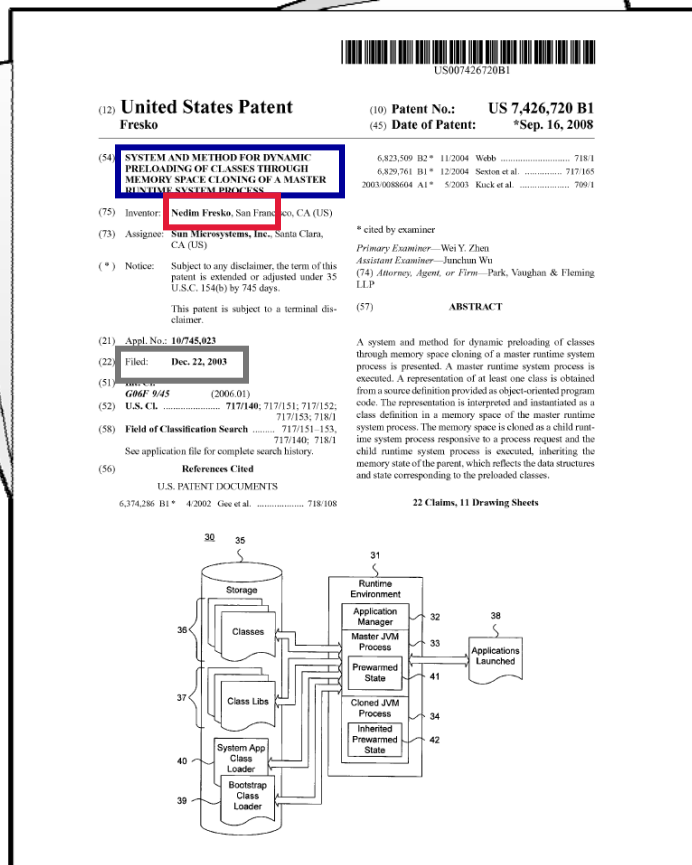 US007426720B1
(12) United States Patent
Fresko
(10) Patent No.: US 7,426,720 B1
(45) Date of Patent: *Sep. 16, 2008
(54) SYSTEM AND METHOD FOR DYNAMIC
PRELOADING OF CLASSES THROUGH
MEMORY SPACE CLONING OF A MASTER
RUNTIME SYSTEM PROCESS
(75) Inventor: Nedim Fresko, San Francisco, CA (US)
(73) Assignee: Sun Microsystems, Inc., Santa Clara,
CA (US)
( * ) Notice: Subject to any disclaimer, the term of this
patent is extended or adjusted under 35
U.S.C. 154(b) by 745 days.
This patent is subject to a terminal dis-
claimer.
(21) Appl. No.: 10/745,023
(22) Filed: Dec. 22, 2003
(51) Int. Cl.
G06F 9/45 (2006.01)
(52) U.S. Cl. .................... 717/140; 717/151; 717/152;
717/153; 718/1
(58) Field of Classification Search ......... 717/151–153,
717/140; 718/1
See application file for complete search history.
(56) References Cited
U.S. PATENT DOCUMENTS
6,374,286 B1 * 4/2002 Gee et al. ................... 718/108
6,823,509 B2 * 11/2004 Webb ........................... 718/1
6,829,761 B1 * 12/2004 Sexton et al. ............. 717/165
2003/0088604 A1 * 5/2003 Kuck et al. ................. 709/1
* cited by examiner
Primary Examiner—Wei Y. Zhen
Assistant Examiner—Junchun Wu
(74) Attorney, Agent, or Firm—Park, Vaughan & Fleming
LLP
(57) ABSTRACT
A system and method for dynamic preloading of classes
through memory space cloning of a master runtime system
process is presented. A master runtime system process is
executed. A representation of at least one class is obtained
from a source definition provided as object-oriented program
code. The representation is interpreted and instantiated as a
class definition in a memory space of the master runtime
system process. The memory space is cloned as a child runt-
ime system process responsive to a process request and the
child runtime system process is executed, inheriting the
memory state of the parent, which reflects the data structures
and state corresponding to the preloaded classes.
22 Claims, 11 Drawing Sheets
30
35
Storage
36
Classes
37
Class Libs
40
System App
Class
Loader
39
Bootstrap
Class
Loader
31
Runtime
Environment
Application
Manager
32
Master JVM
Process
33
Prewarmed
State
41
Cloned JVM
Process
34
Inherited
Prewarmed
State
42
38
Applications
Launched